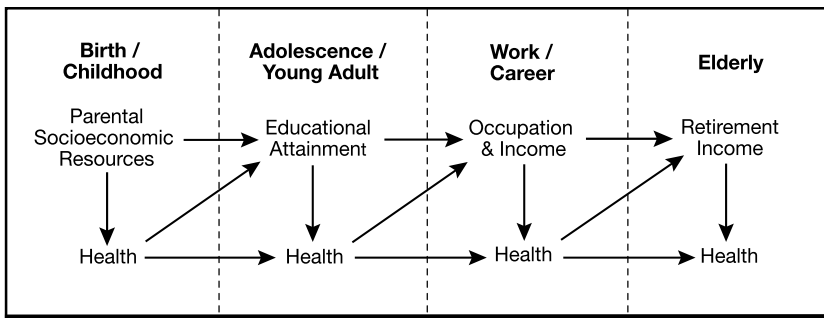 Birth /
Childhood
Adolescence /
Young Adult
Work /
Career
Elderly
Parental
Socioeconomic
Resources
Educational
Attainment
Occupation
& Income
Retirement
Income
Health
Health
Health
Health